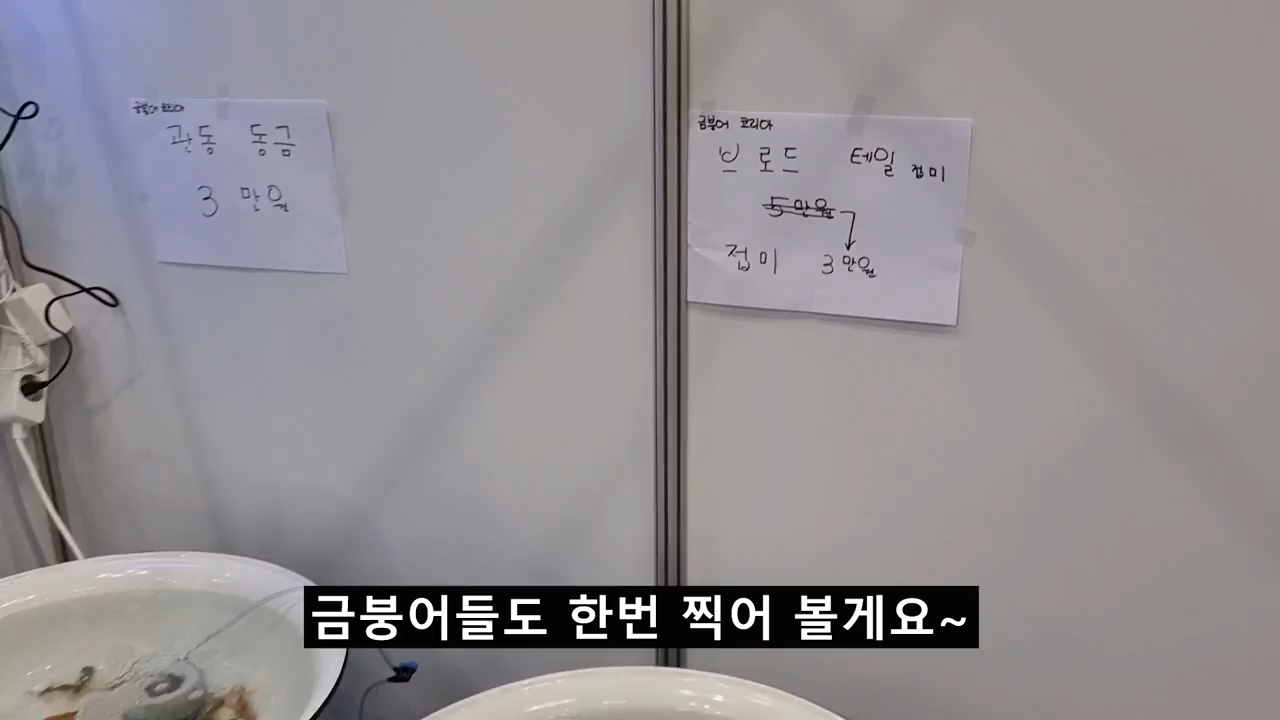 금붕어 코리아
관동 동금
3 만원
금붕어 코리아
브로드 테일 접미
5만원
접미 3만원
금붕어들도 한번 찍어 볼게요~